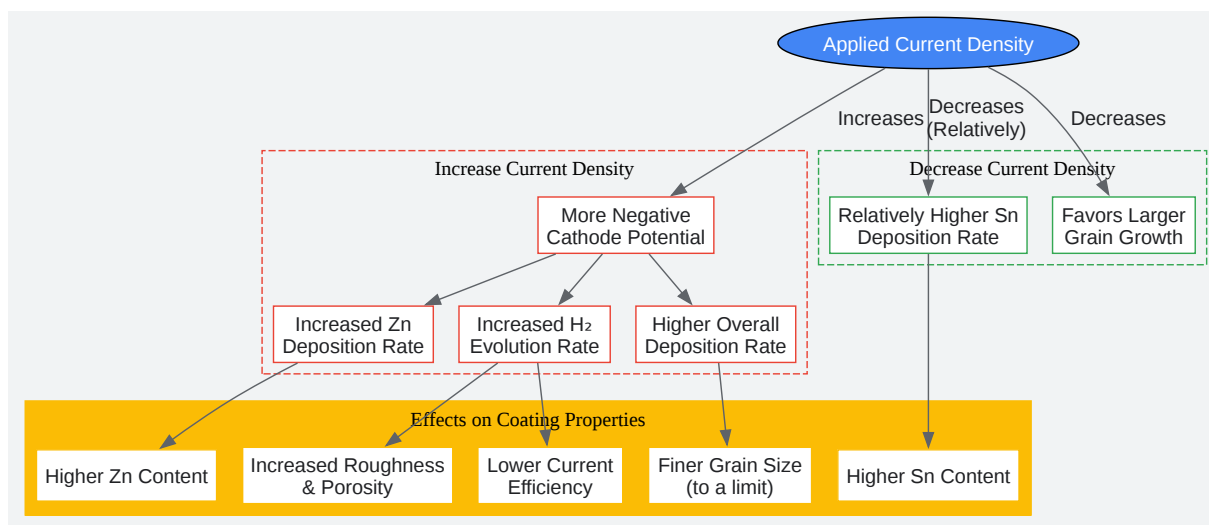 Applied Current Density
Increases
Decreases
(Relatively)
Decreases
Increase Current Density
Decrease Current Density
More Negative
Cathode Potential
Relatively Higher Sn
Deposition Rate
Favors Larger
Grain Growth
Increased Zn
Deposition Rate
Increased H₂
Evolution Rate
Higher Overall
Deposition Rate
Effects on Coating Properties
Higher Zn Content
Increased Roughness
& Porosity
Lower Current
Efficiency
Finer Grain Size
(to a limit)
Higher Sn Content